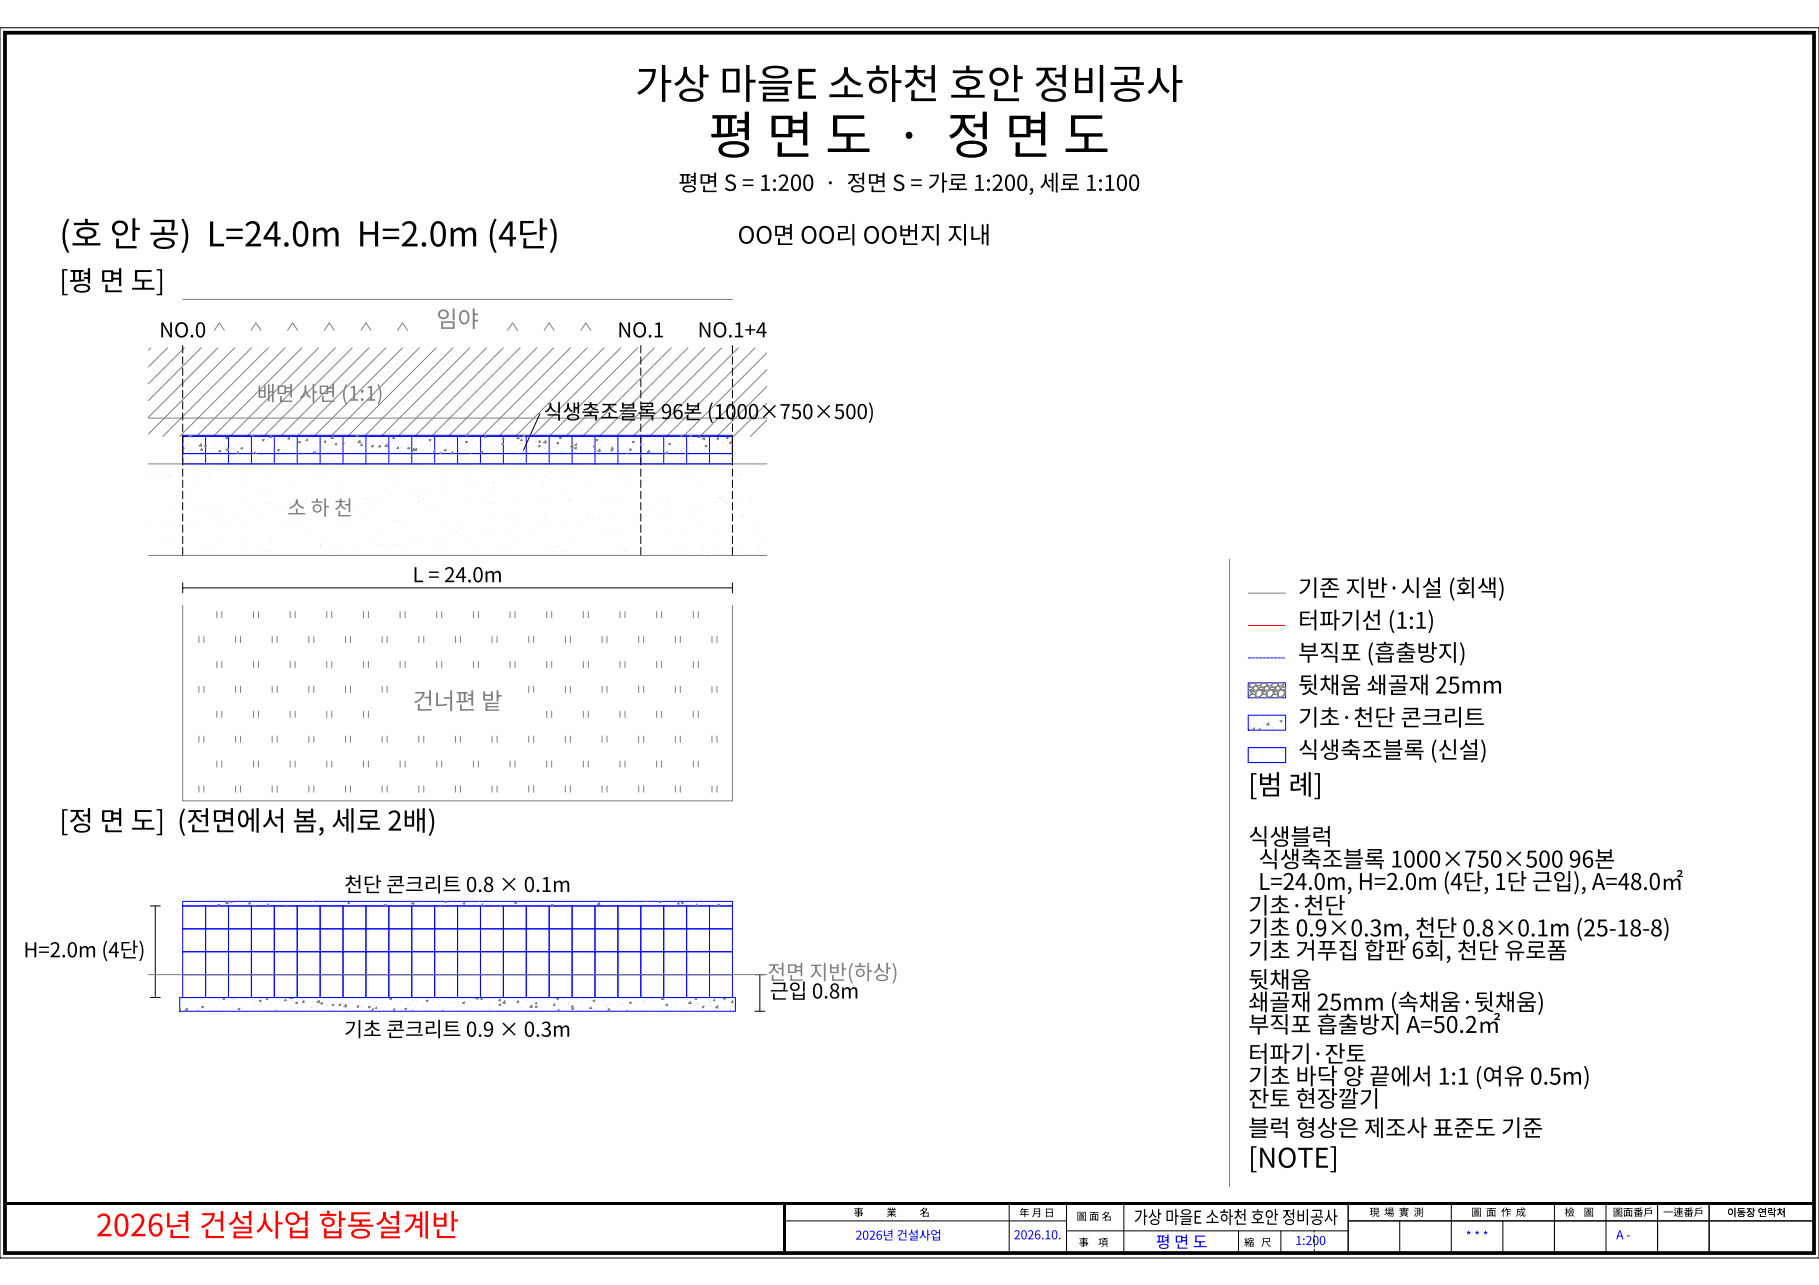 가상 마을E 소하천 호안 정비공사
평 면 도 · 정 면 도
평면 S = 1:200 · 정면 S = 가로 1:200, 세로 1:100
(호 안 공) L=24.0m H=2.0m (4단)
OO면 OO리 OO번지 지내
[평 면 도]
임야
NO.0
NO.1
NO.1+4
배면 사면 (1:1)
식생축조블록 96본 (1000×750×500)
소 하 천
L = 24.0m
건너편 밭
[정 면 도] (전면에서 봄, 세로 2배)
천단 콘크리트 0.8 × 0.1m
H=2.0m (4단)
전면 지반(하상)
근입 0.8m
기초 콘크리트 0.9 × 0.3m
기존 지반·시설 (회색)
터파기선 (1:1)
부직포 (흡출방지)
뒷채움 쇄골재 25mm
기초·천단 콘크리트
식생축조블록 (신설)
[범 례]
식생블럭
식생축조블록 1000×750×500 96본
L=24.0m, H=2.0m (4단, 1단 근입), A=48.0㎡
기초·천단
기초 0.9×0.3m, 천단 0.8×0.1m (25-18-8)
기초 거푸집 합판 6회, 천단 유로폼
뒷채움
쇄골재 25mm (속채움·뒷채움)
부직포 흡출방지 A=50.2㎡
터파기·잔토
기초 바닥 양 끝에서 1:1 (여유 0.5m)
잔토 현장깔기
블럭 형상은 제조사 표준도 기준
[NOTE]
2026년 건설사업 합동설계반
事 業 名
2026년 건설사업
年 月 日
2026.10.
圖 面 名
가상 마을E 소하천 호안 정비공사
事 項
평 면 도
縮 尺
1:200
現 場 實 測
圖 面 作 成
* * *
檢 圖
圖面番戶
A -
一連番戶
이동장 연락처